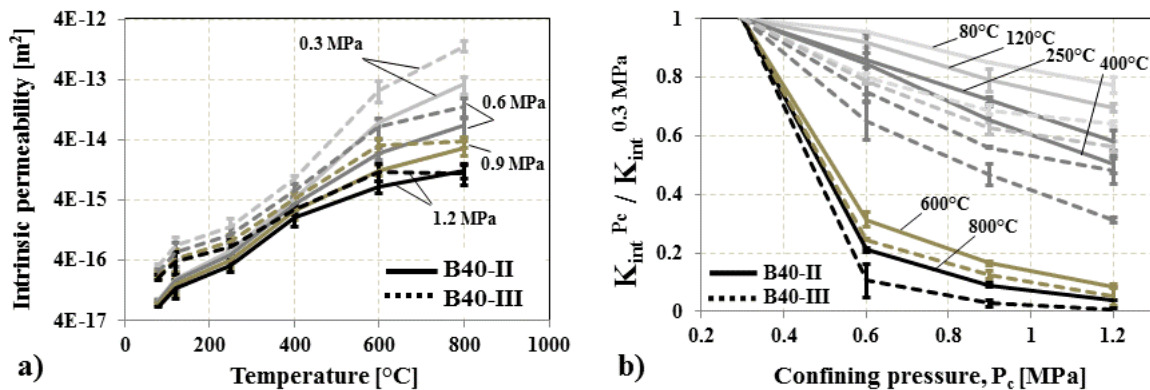 Intrinsic permeability [m²]
4E-12
4E-13
4E-14
4E-15
4E-16
4E-17
0.3 MPa
0.6 MPa
0.9 MPa
1.2 MPa
B40-II
B40-III
0 200 400 600 800 1000
a) Temperature [°C]
K_int^Pc / K_int^0.3 MPa
1
0.8
0.6
0.4
0.2
0
80°C
120°C
250°C
400°C
600°C
800°C
B40-II
B40-III
0.2 0.4 0.6 0.8 1 1.2
b) Confining pressure, P_c [MPa]